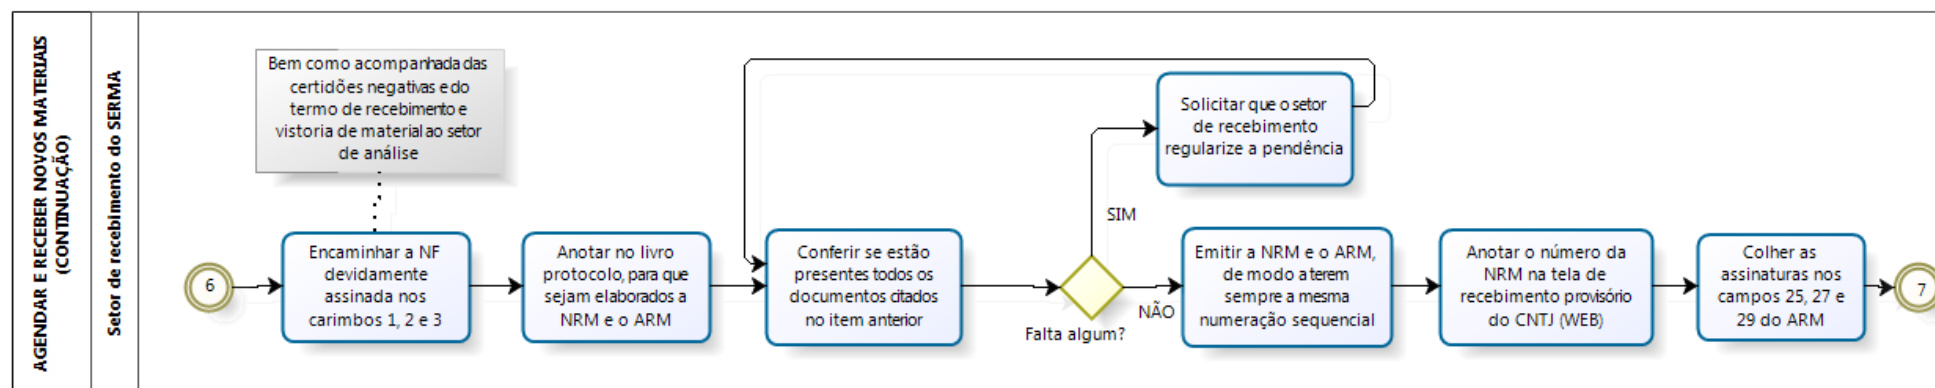 AGENDAR E RECEBER NOVOS MATERIAIS
(CONTINUAÇÃO)
Setor de recebimento do SERMA
Bem como acompanhada das
certidões negativas e do
termo de recebimento e
vistoria de material ao setor
de análise
6
Encaminhar a NF
devidamente
assinada nos
carimbos 1, 2 e 3
Anotar no livro
protocolo, para que
sejam elaborados a
NRM e o ARM
Conferir se estão
presentes todos os
documentos citados
no item anterior
Falta algum?
SIM
Solicitar que o setor
de recebimento
regularize a pendência
NÃO
Emitir a NRM e o ARM,
de modo a terem
sempre a mesma
numeração sequencial
Anotar o número da
NRM na tela de
recebimento provisório
do CNTJ (WEB)
Colher as
assinaturas nos
campos 25, 27 e
29 do ARM
7